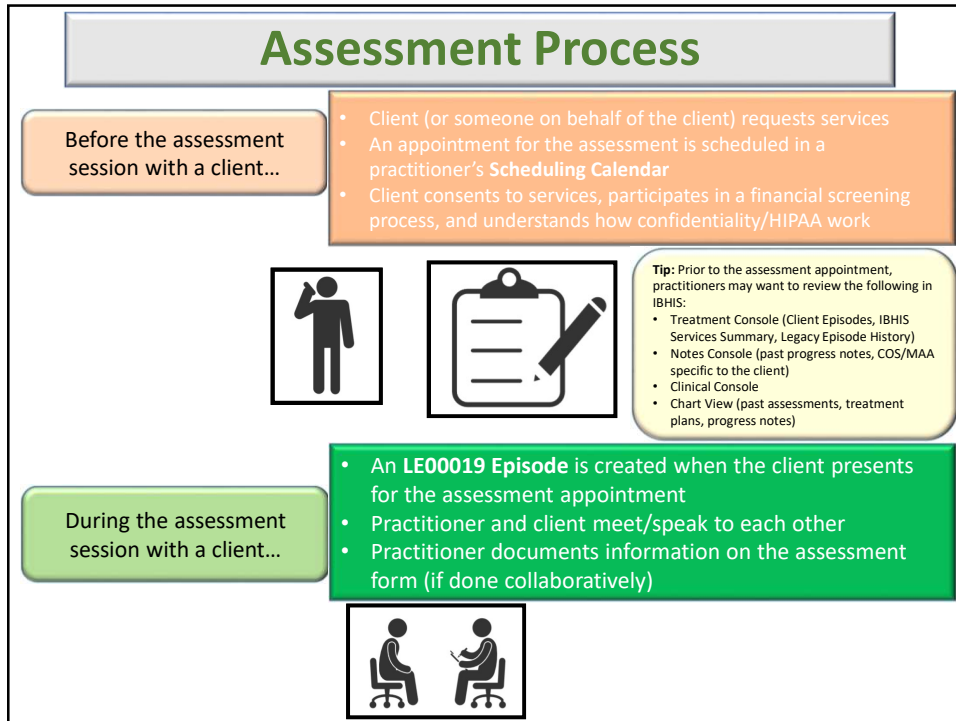 Assessment Process
Before the assessment
session with a client…
• Client (or someone on behalf of the client) requests services
• An appointment for the assessment is scheduled in a
practitioner's Scheduling Calendar
• Client consents to services, participates in a financial screening
process, and understands how confidentiality/HIPAA work
Tip: Prior to the assessment appointment,
practitioners may want to review the following in
IBHIS:
• Treatment Console (Client Episodes, IBHIS
Services Summary, Legacy Episode History)
• Notes Console (past progress notes, COS/MAA
specific to the client)
• Clinical Console
• Chart View (past assessments, treatment
plans, progress notes)
During the assessment
session with a client…
• An LE00019 Episode is created when the client presents
for the assessment appointment
• Practitioner and client meet/speak to each other
• Practitioner documents information on the assessment
form (if done collaboratively)